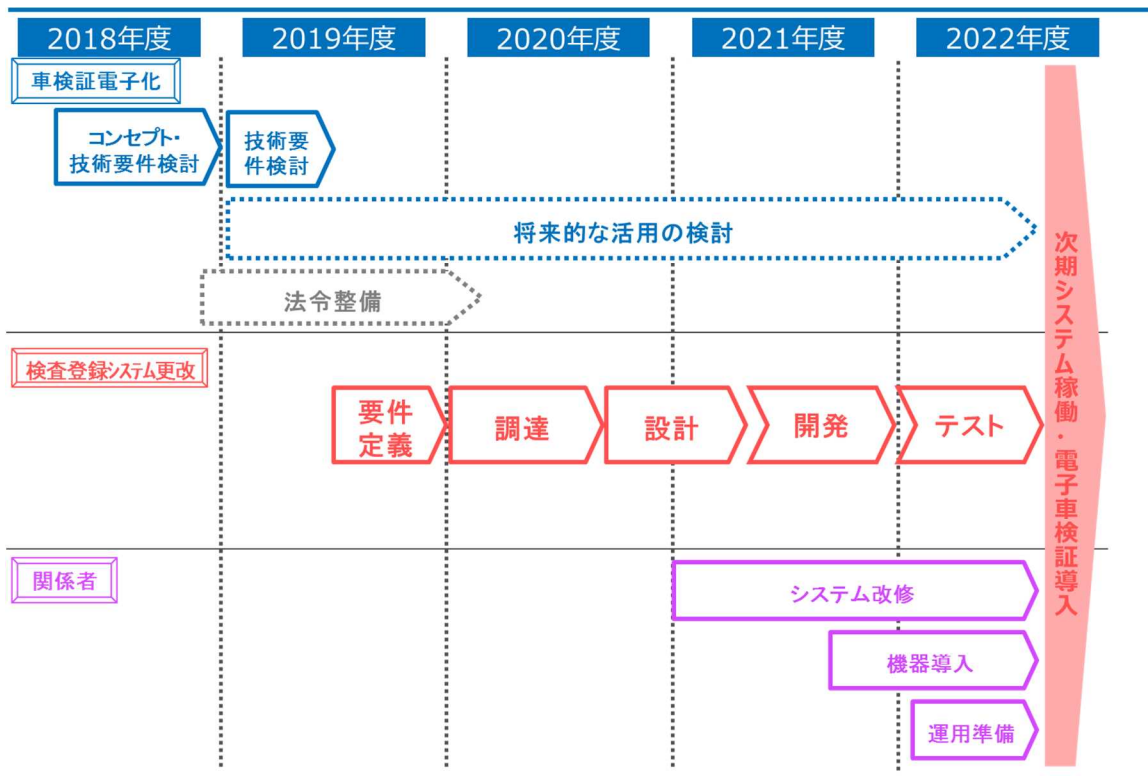 2018年度
2019年度
2020年度
2021年度
2022年度
車検証電子化
コンセプト・
技術要件検討
技術要
件検討
将来的な活用の検討
法令整備
検査登録システム更改
要件
定義
調達
設計
開発
テスト
関係者
システム改修
機器導入
運用準備
次期システム稼働・電子車検証導入